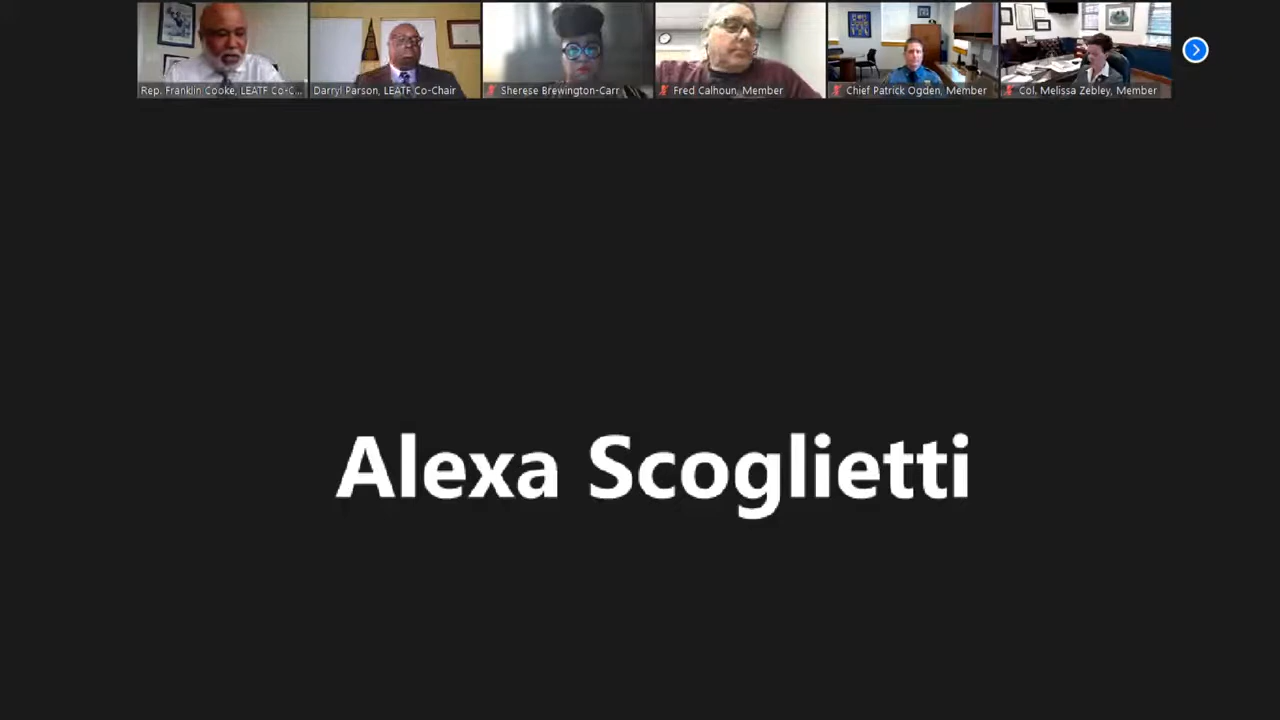 Rep. Franklin Cooke, LEATF Co-C...
Darryl Parson, LEATF Co-Chair
Sherese Brewington-Carr
Fred Calhoun, Member
Chief Patrick Ogden, Member
Col. Melissa Zebley, Member
Alexa Scoglietti